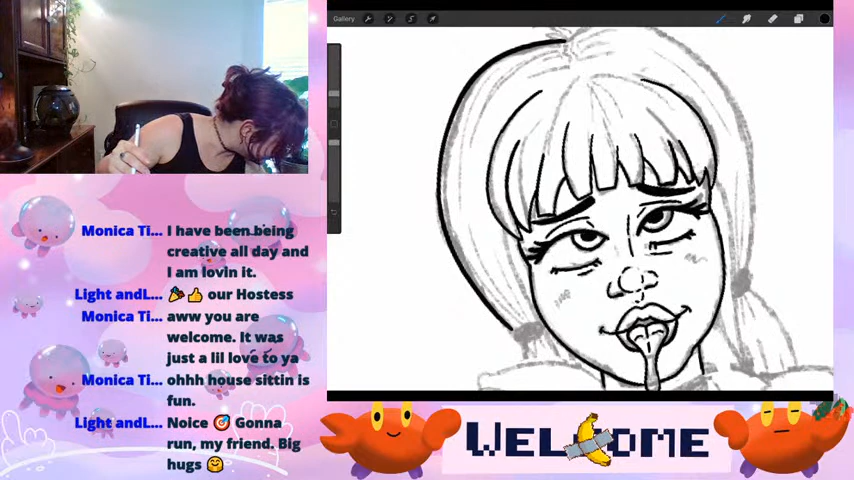 Gallery
Monica Ti... I have been being
creative all day and
I am lovin it.
Light andL... 🎉👍 our Hostess
Monica Ti... aww you are
welcome. It was
just a lil love to ya
Monica Ti... ohhh house sittin is
fun.
Light andL... Noice 🎯 Gonna
run, my friend. Big
hugs 🤗
WELCOME